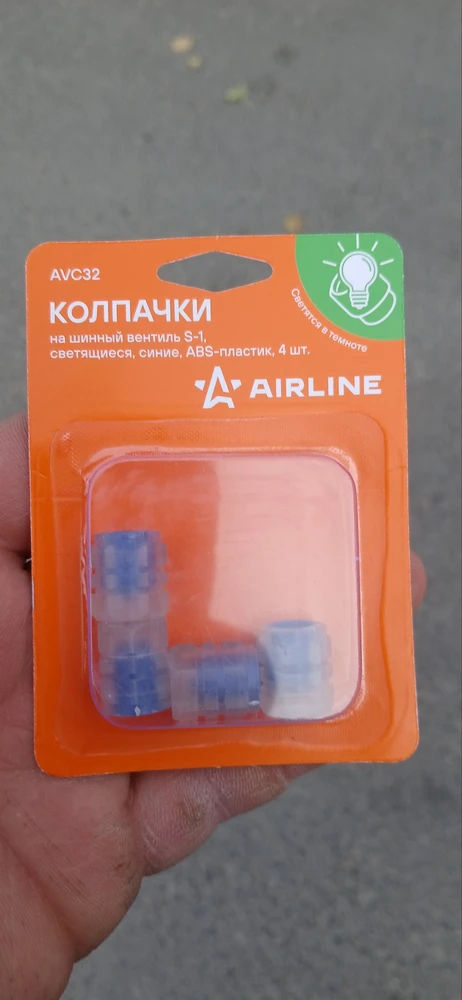 AVC32
КОЛПАЧКИ
на шинный вентиль S-1,
светящиеся, синие, ABS-пластик, 4 шт.
Светятся в темноте
AIRLINE